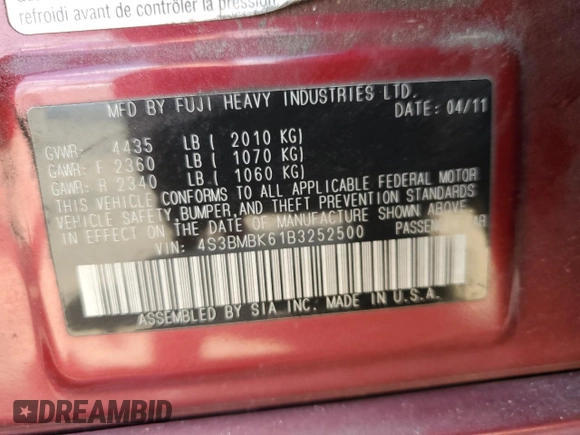 refroidi avant de contrôler la pression.
MFD BY FUJI HEAVY INDUSTRIES LTD.
DATE: 04/11
GVWR: 4435 LB ( 2010 KG)
GAWR: F 2360 LB ( 1070 KG)
GAWR: R 2340 LB ( 1060 KG)
THIS VEHICLE CONFORMS TO ALL APPLICABLE FEDERAL MOTOR
VEHICLE SAFETY, BUMPER, AND THEFT PREVENTION STANDARDS
IN EFFECT ON THE DATE OF MANUFACTURE SHOWN ABOVE.
VIN: 4S3BMBK61B3252500 PASSENGER CAR
ASSEMBLED BY SIA INC. MADE IN U.S.A.
DREAMBID